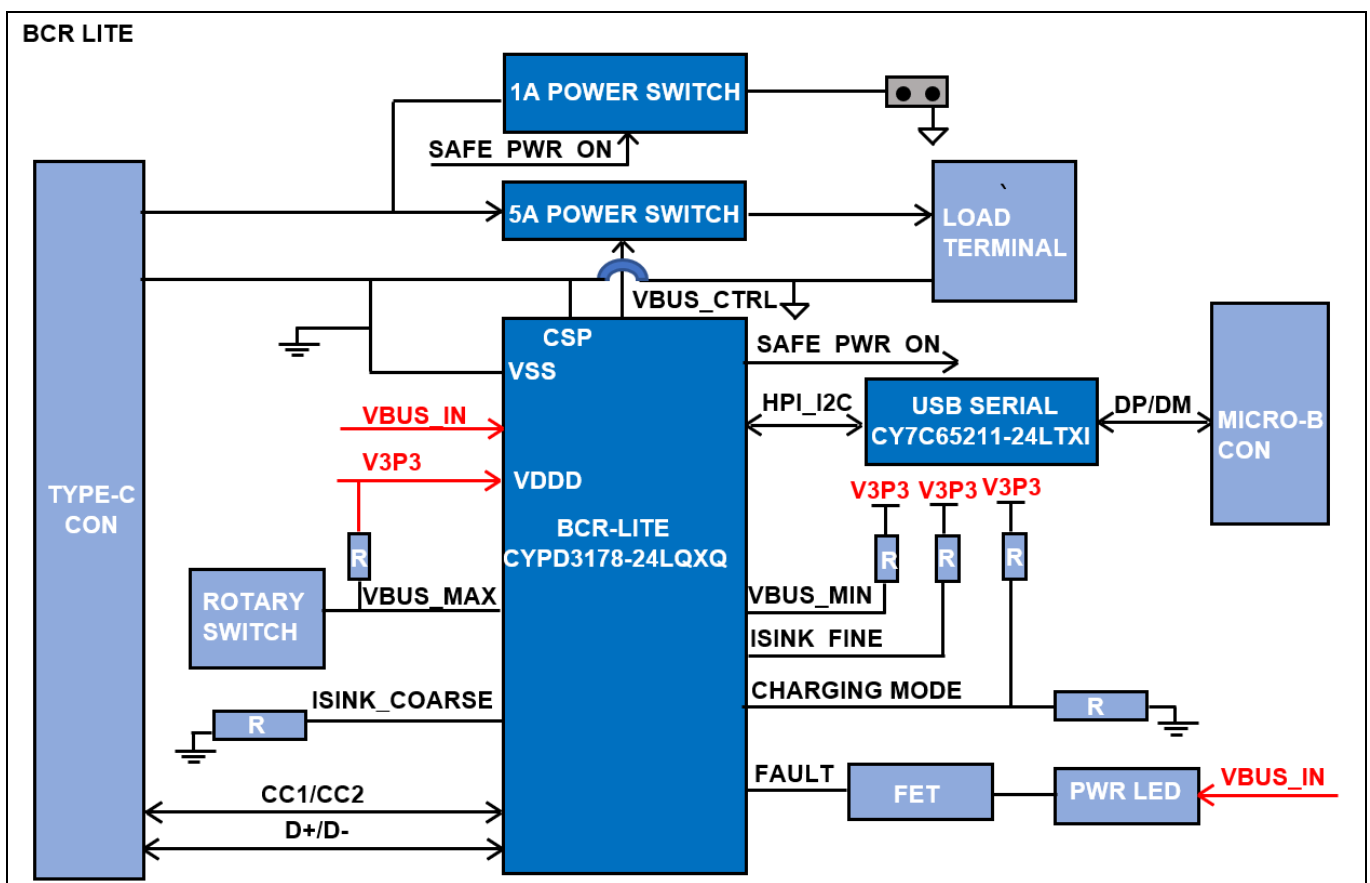 BCR LITE
1A POWER SWITCH
SAFE PWR ON
5A POWER SWITCH
`
LOAD
TERMINAL
VBUS_CTRL
CSP
VSS
SAFE PWR ON
VBUS_IN
HPI_I2C
USB SERIAL
CY7C65211-24LTXI
DP/DM
MICRO-B
CON
V3P3
VDDD
TYPE-C
CON
BCR-LITE
CYPD3178-24LQXQ
V3P3
V3P3
V3P3
R
R
R
R
ROTARY
SWITCH
VBUS_MAX
VBUS_MIN
ISINK FINE
ISINK_COARSE
R
CHARGING MODE
R
FAULT
FET
PWR LED
VBUS_IN
CC1/CC2
D+/D-